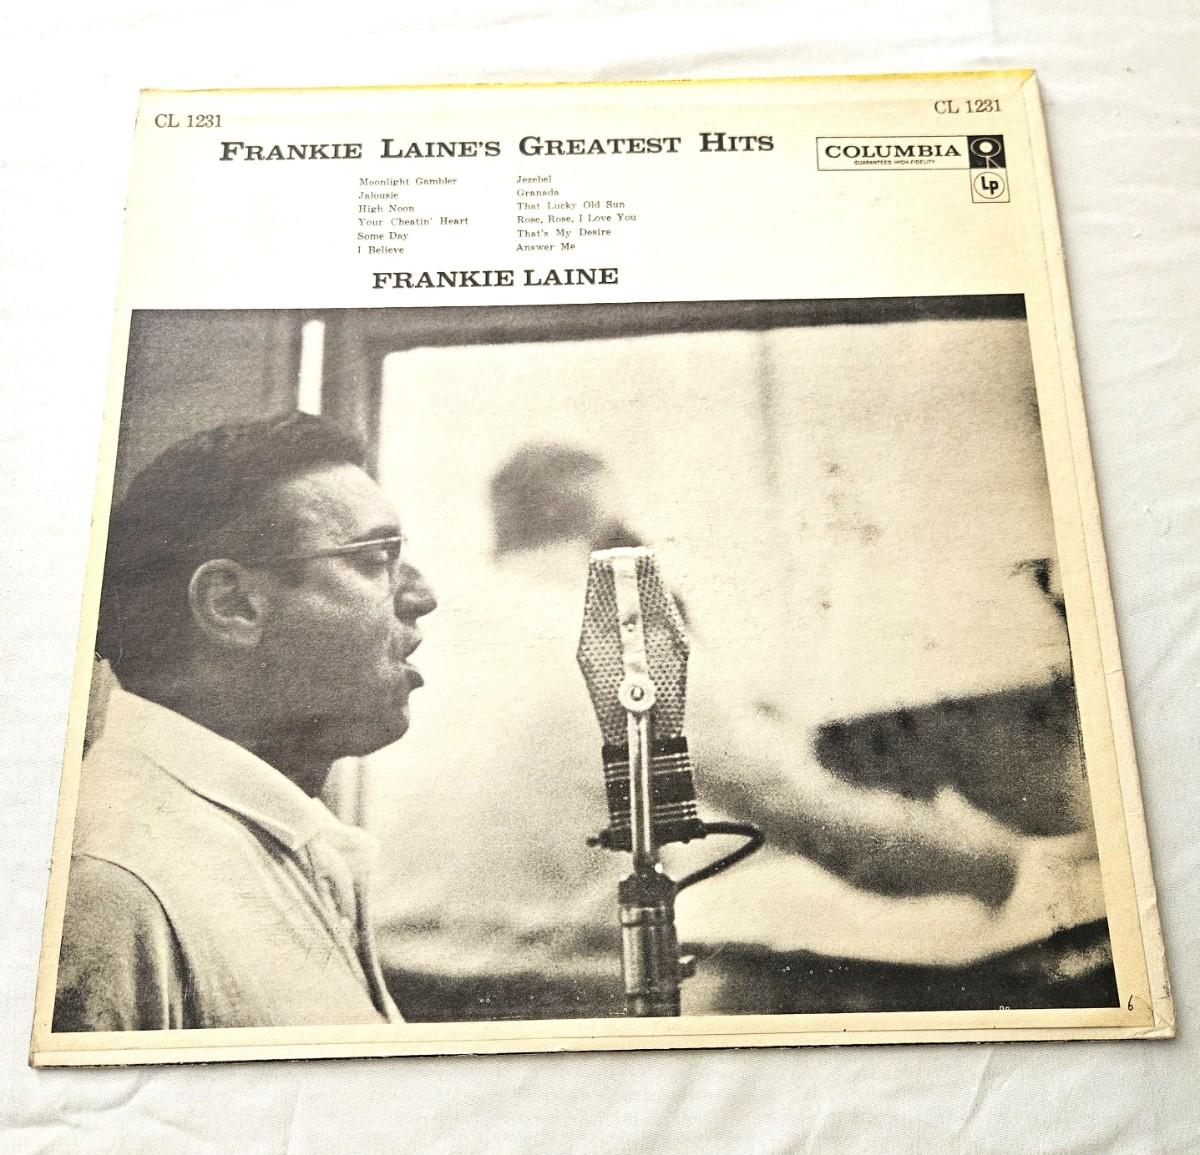 CL 1231
CL 1231
FRANKIE LAINE'S GREATEST HITS
COLUMBIA
GUARANTEED HIGH-FIDELITY
Lp
Moonlight Gambler
Jalousie
High Noon
Your Cheatin' Heart
Some Day
I Believe
Jezebel
Granada
That Lucky Old Sun
Rose, Rose, I Love You
That's My Desire
Answer Me
FRANKIE LAINE
6